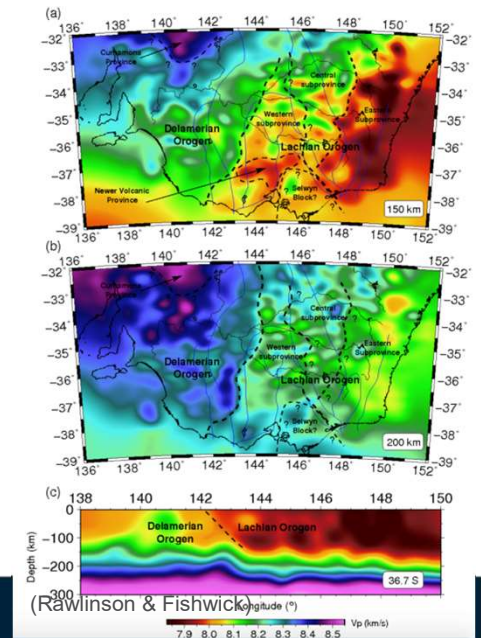 (a)
136° 138° 140° 142° 144° 146° 148° 150° 152°
−32° −32°
Curnamona
Province
−33° −33°
Central
subprovince
−34° −34°
Western
subprovince
Eastern
Subprovince
−35° −35°
Delamerian
Orogen
Lachlan Orogen
−36° −36°
−37° −37°
Newer Volcanic
Province
Selwyn
Block?
−38° −38°
150 km
−39° −39°
136° 138° 140° 142° 144° 146° 148° 150° 152°
(b)
136° 138° 140° 142° 144° 146° 148° 150° 152°
−32° −32°
Curnamona
Province
−33° −33°
Central
subprovince
−34° −34°
Western
subprovince
Eastern
Subprovince
−35° −35°
Delamerian
Orogen
Lachlan Orogen
−36° −36°
−37° −37°
Selwyn
Block?
−38° −38°
200 km
−39° −39°
136° 138° 140° 142° 144° 146° 148° 150° 152°
(c)
138 140 142 144 146 148 150
0
Delamerian
Orogen
Lachlan Orogen
−100
Depth (km)
−200
36.7 S
300
(Rawlinson & Fishwick)
Longitude (°)
7.9 8.0 8.1 8.2 8.3 8.4 8.5
Vp (km/s)